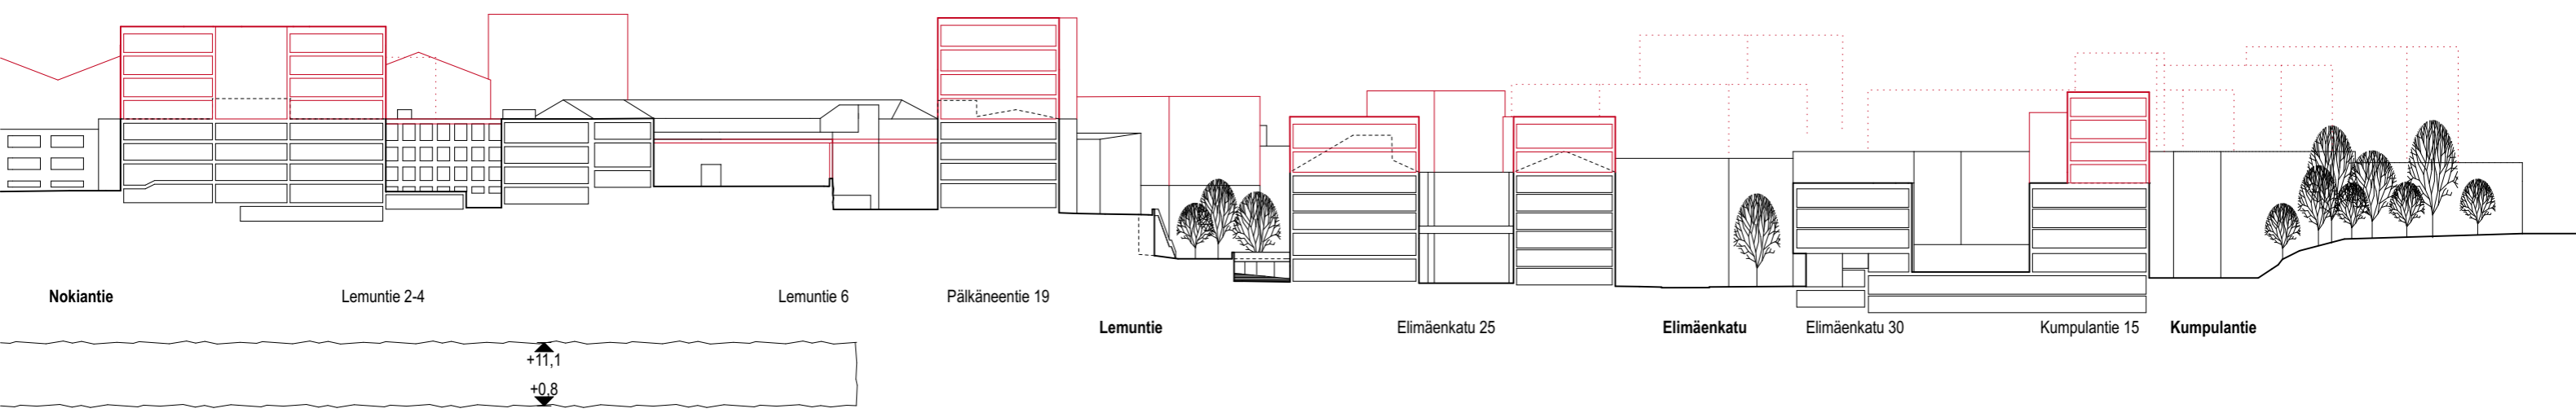 Nokiantie
Lemuntie 2-4
Lemuntie 6
Pälkäneentie 19
Lemuntie
Elimäenkatu 25
Elimäenkatu
Elimäenkatu 30
Kumpulantie 15
Kumpulantie
+11,1
+0,8